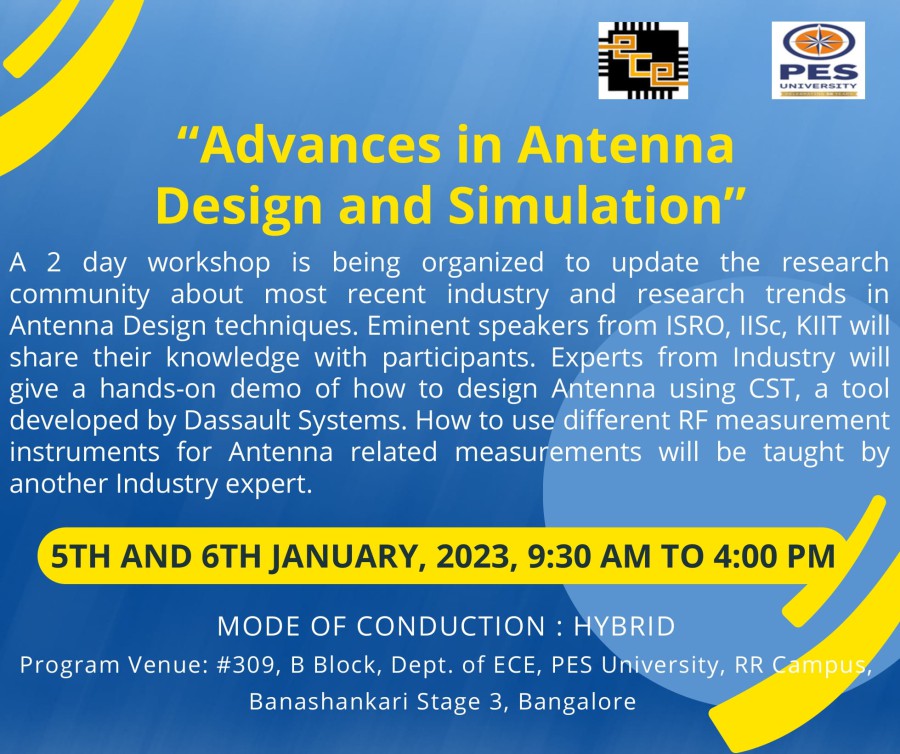 ece
PES
UNIVERSITY
“Advances in Antenna
Design and Simulation”
A 2 day workshop is being organized to update the research
community about most recent industry and research trends in
Antenna Design techniques. Eminent speakers from ISRO, IISc, KIIT will
share their knowledge with participants. Experts from Industry will
give a hands-on demo of how to design Antenna using CST, a tool
developed by Dassault Systems. How to use different RF measurement
instruments for Antenna related measurements will be taught by
another Industry expert.
5TH AND 6TH JANUARY, 2023, 9:30 AM TO 4:00 PM
MODE OF CONDUCTION : HYBRID
Program Venue: #309, B Block, Dept. of ECE, PES University, RR Campus,
Banashankari Stage 3, Bangalore